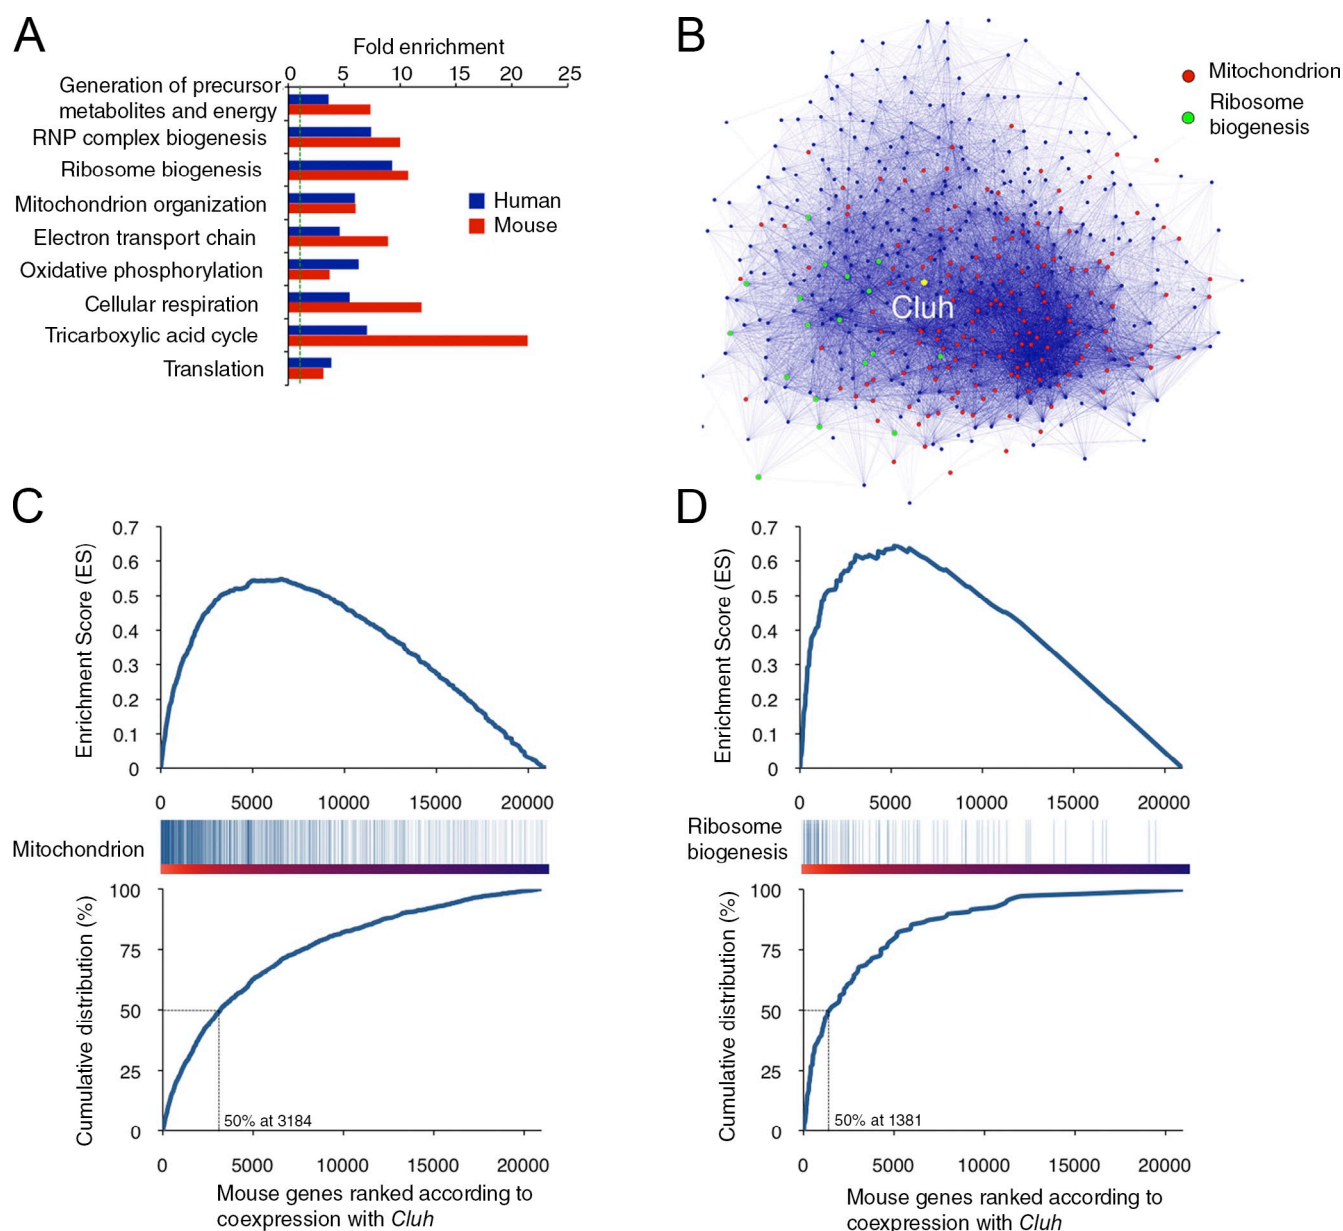 A
Fold enrichment
0 5 10 15 20 25
Generation of precursor
metabolites and energy
RNP complex biogenesis
Ribosome biogenesis
Mitochondrion organization
Electron transport chain
Oxidative phosphorylation
Cellular respiration
Tricarboxylic acid cycle
Translation
Human
Mouse
B
Mitochondrion
Ribosome
biogenesis
Cluh
C
Enrichment Score (ES)
0.7
0.6
0.5
0.4
0.3
0.2
0.1
0
0 5000 10000 15000 20000
Mitochondrion
Cumulative distribution (%)
100
75
50
25
0
50% at 3184
0 5000 10000 15000 20000
Mouse genes ranked according to
coexpression with Cluh
D
Enrichment Score (ES)
0.7
0.6
0.5
0.4
0.3
0.2
0.1
0
0 5000 10000 15000 20000
Ribosome
biogenesis
Cumulative distribution (%)
100
75
50
25
0
50% at 1381
0 5000 10000 15000 20000
Mouse genes ranked according to
coexpression with Cluh